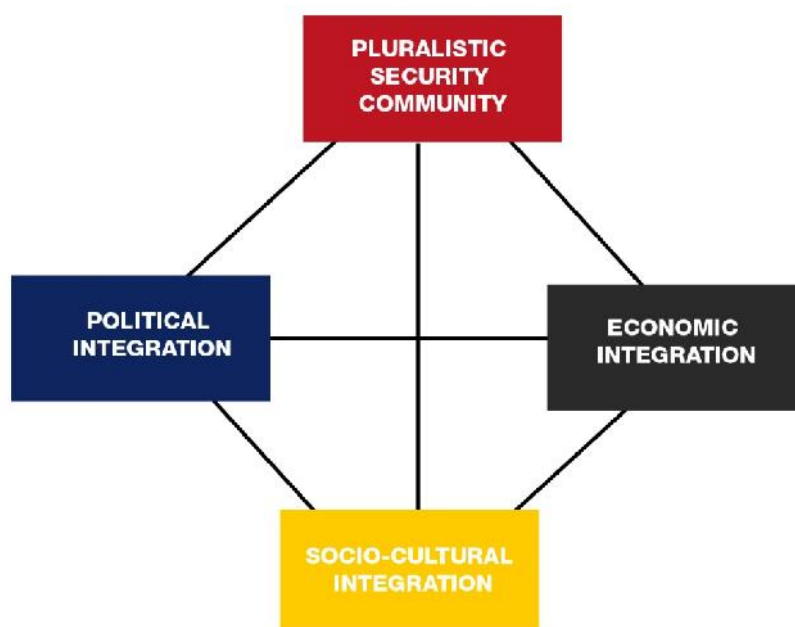 PLURALISTIC
SECURITY
COMMUNITY
POLITICAL
INTEGRATION
ECONOMIC
INTEGRATION
SOCIO-CULTURAL
INTEGRATION